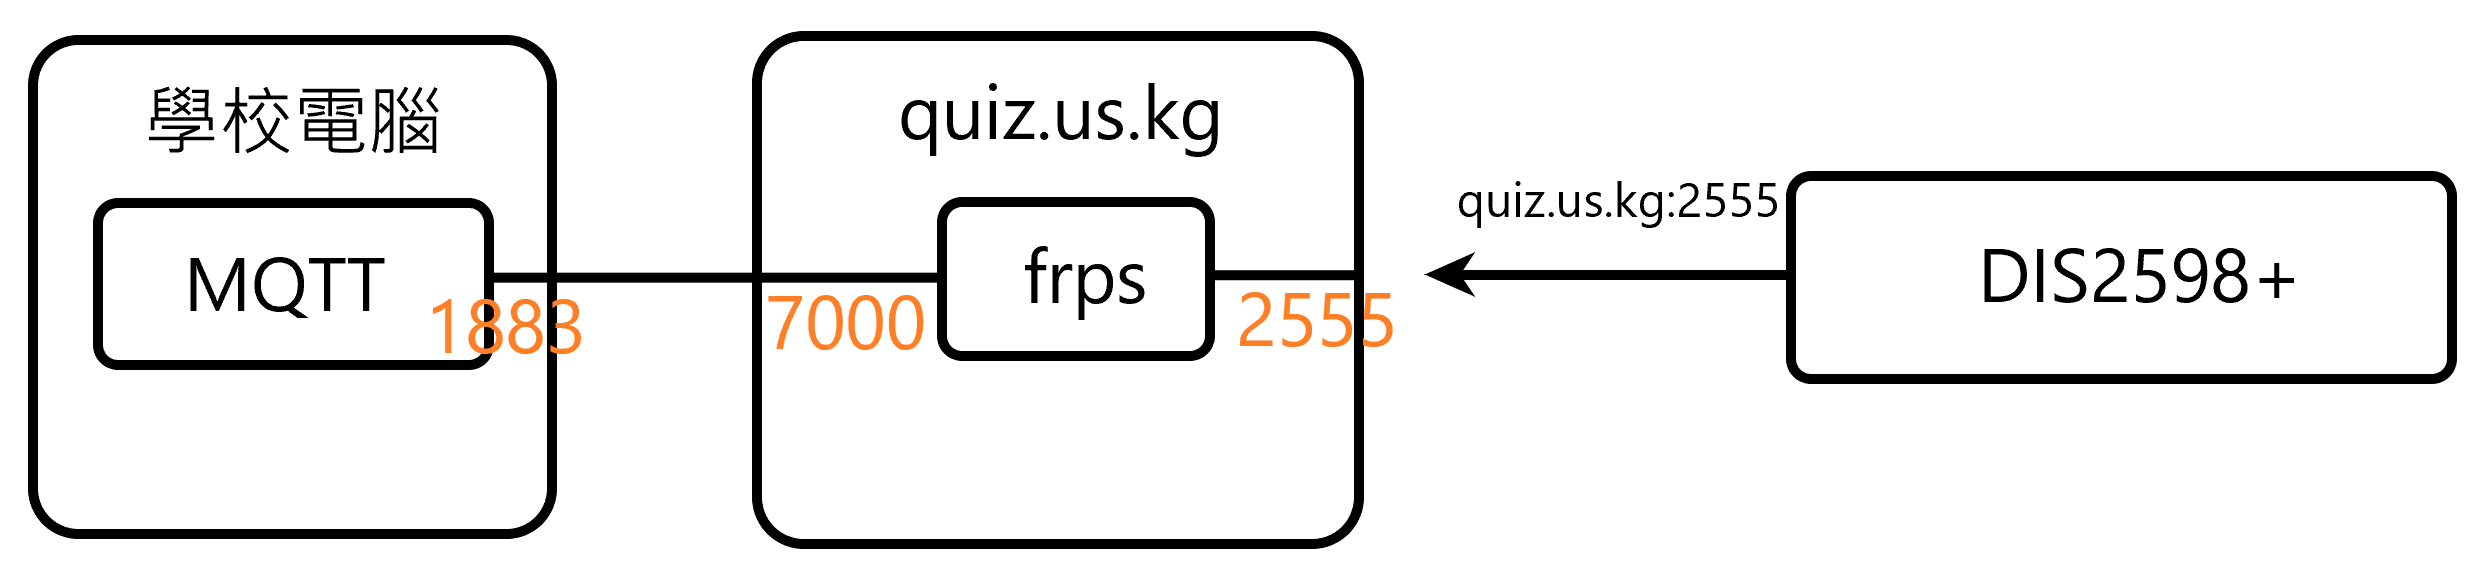 學校電腦
MQTT
1883
quiz.us.kg
frps
7000
2555
quiz.us.kg:2555
DIS2598+